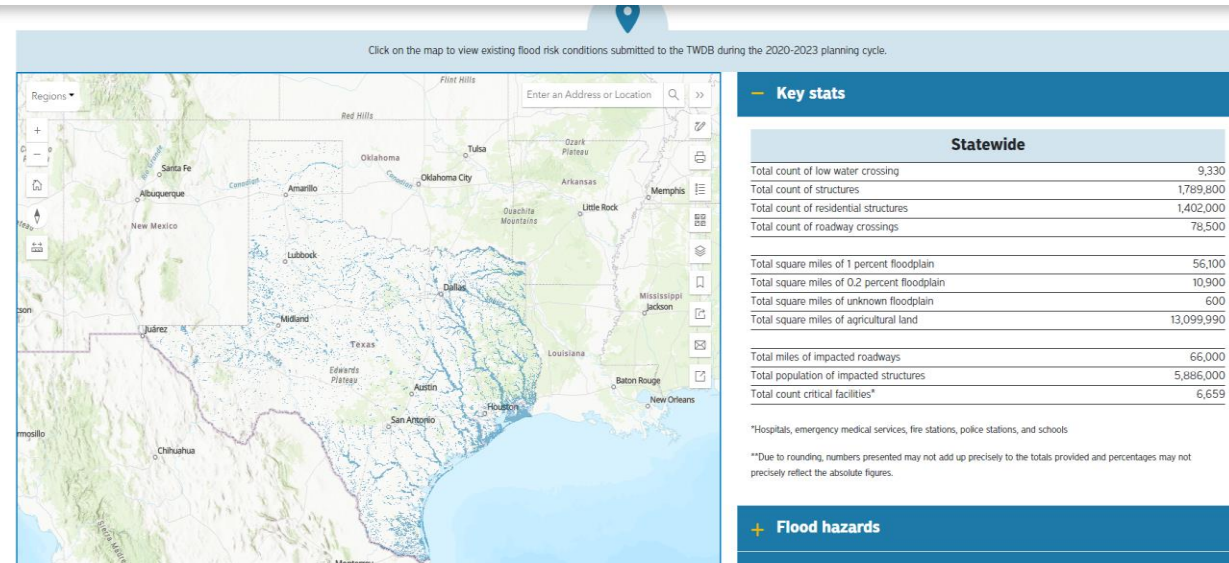 Click on the map to view existing flood risk conditions submitted to the TWDB during the 2020-2023 planning cycle.
Regions
Enter an Address or Location
Flint Hills
Red Hills
Ozark
Plateau
Tulsa
Oklahoma
Santa Fe
Canadian
Amarillo
Canadian
Oklahoma City
Arkansas
Memphis
Albuquerque
Little Rock
Ouachita
Mountains
New Mexico
Lubbock
Dallas
Mississippi
Jackson
Midland
Juárez
Texas
Louisiana
Edwards
Plateau
Austin
Baton Rouge
New Orleans
Houston
San Antonio
Chihuahua
Sierra Madre
Monterrey
− Key stats
Statewide
Total count of low water crossing 9,330
Total count of structures 1,789,800
Total count of residential structures 1,402,000
Total count of roadway crossings 78,500
Total square miles of 1 percent floodplain 56,100
Total square miles of 0.2 percent floodplain 10,900
Total square miles of unknown floodplain 600
Total square miles of agricultural land 13,099,990
Total miles of impacted roadways 66,000
Total population of impacted structures 5,886,000
Total count critical facilities* 6,659
*Hospitals, emergency medical services, fire stations, police stations, and schools
**Due to rounding, numbers presented may not add up precisely to the totals provided and percentages may not
precisely reflect the absolute figures.
+ Flood hazards